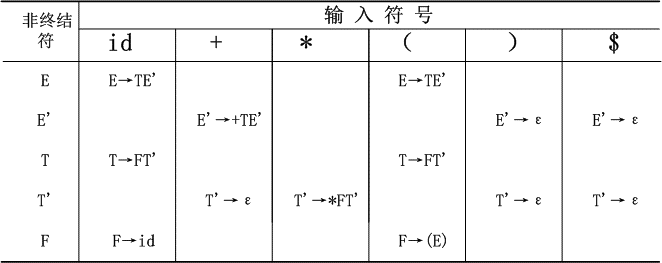 非终结符 输入符号
id + * ( ) $
E E→TE' E→TE'
E' E'→+TE' E'→ε E'→ε
T T→FT' T→FT'
T' T'→ε T'→*FT' T'→ε T'→ε
F F→id F→(E)